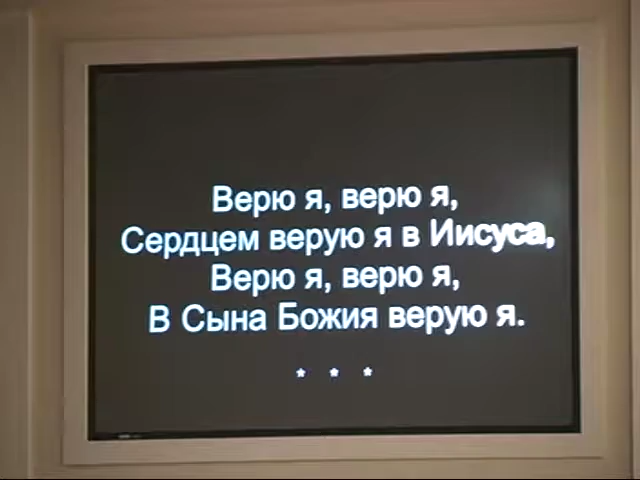 Верю я, верю я,
Сердцем верую я в Иисуса,
Верю я, верю я,
В Сына Божия верую я.
* * *